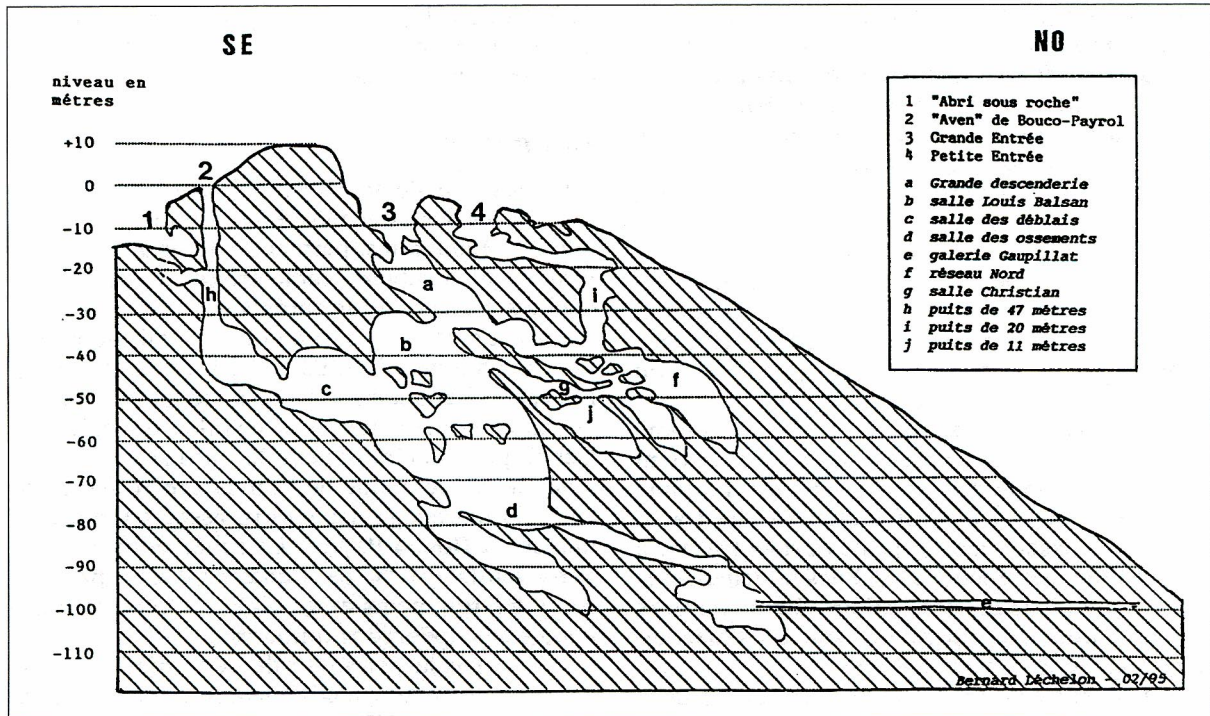 SE
NO
niveau en
métres
+10
0
-10
-20
-30
-40
-50
-60
-70
-80
-90
-100
-110
1 "Abri sous roche"
2 "Aven" de Bouco-Payrol
3 Grande Entrée
4 Petite Entrée
a Grande descenderie
b salle Louis Balsan
c salle des déblais
d salle des ossements
e galerie Gaupillat
f réseau Nord
g salle Christian
h puits de 47 mètres
i puits de 20 mètres
j puits de 11 mètres
1
2
3
4
a
b
c
d
e
f
g
h
i
j
Bernard Léchelon - 02/95